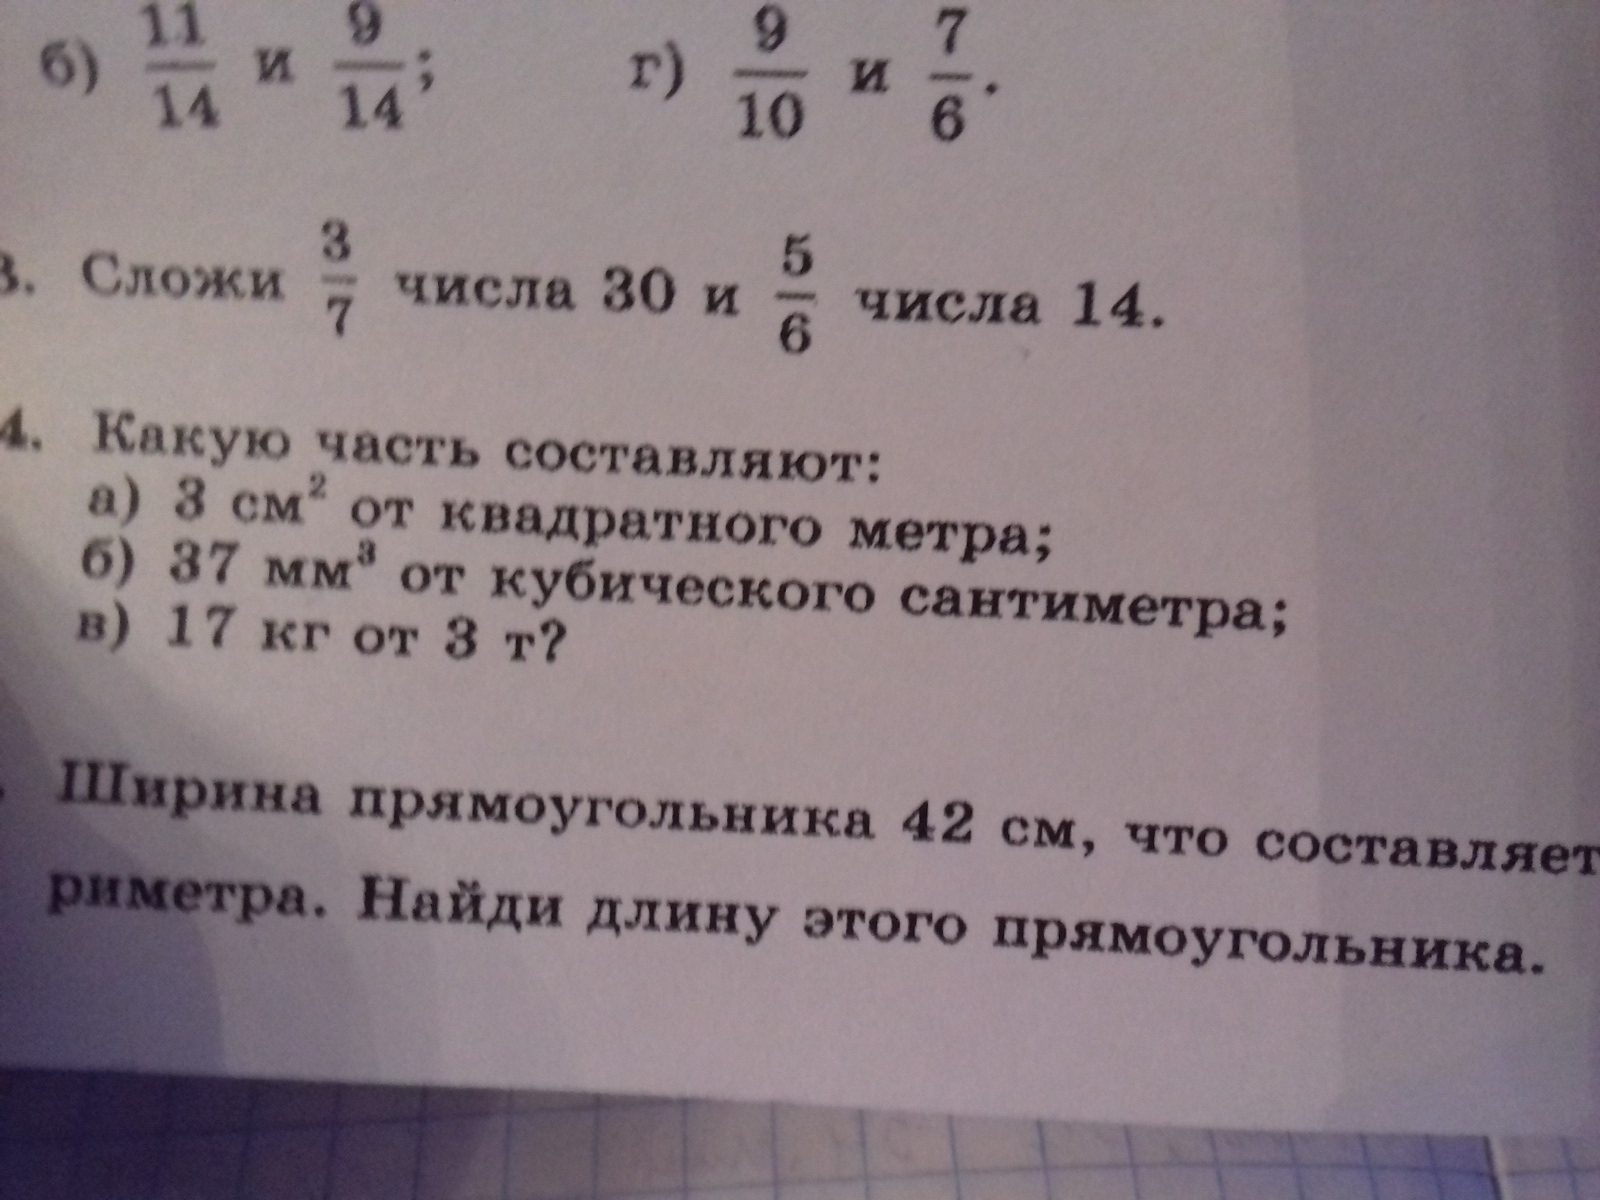 б) 11/14 и 9/14; г) 9/10 и 7/6.
3. Сложи 3/7 числа 30 и 5/6 числа 14.
4. Какую часть составляют:
а) 3 см² от квадратного метра;
б) 37 мм³ от кубического сантиметра;
в) 17 кг от 3 т?
Ширина прямоугольника 42 см, что составляет
риметра. Найди длину этого прямоугольника.